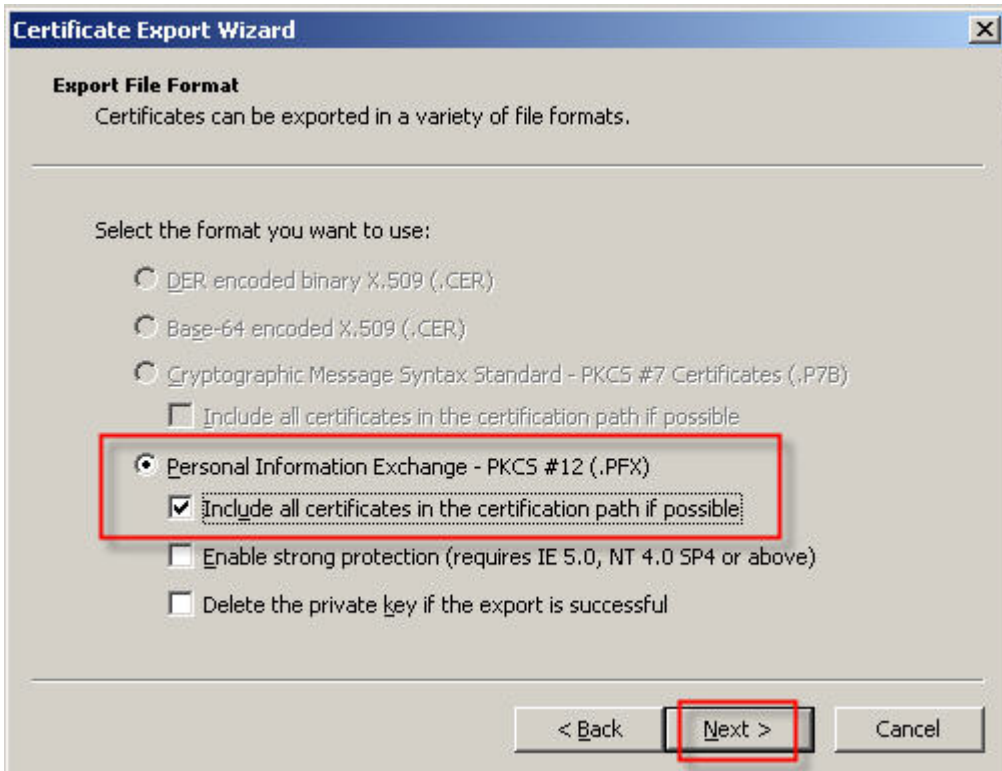 Certificate Export Wizard
Export File Format
Certificates can be exported in a variety of file formats.
Select the format you want to use:
DER encoded binary X.509 (.CER)
Base-64 encoded X.509 (.CER)
Cryptographic Message Syntax Standard - PKCS #7 Certificates (.P7B)
Include all certificates in the certification path if possible
Personal Information Exchange - PKCS #12 (.PFX)
Include all certificates in the certification path if possible
Enable strong protection (requires IE 5.0, NT 4.0 SP4 or above)
Delete the private key if the export is successful
< Back Next > Cancel